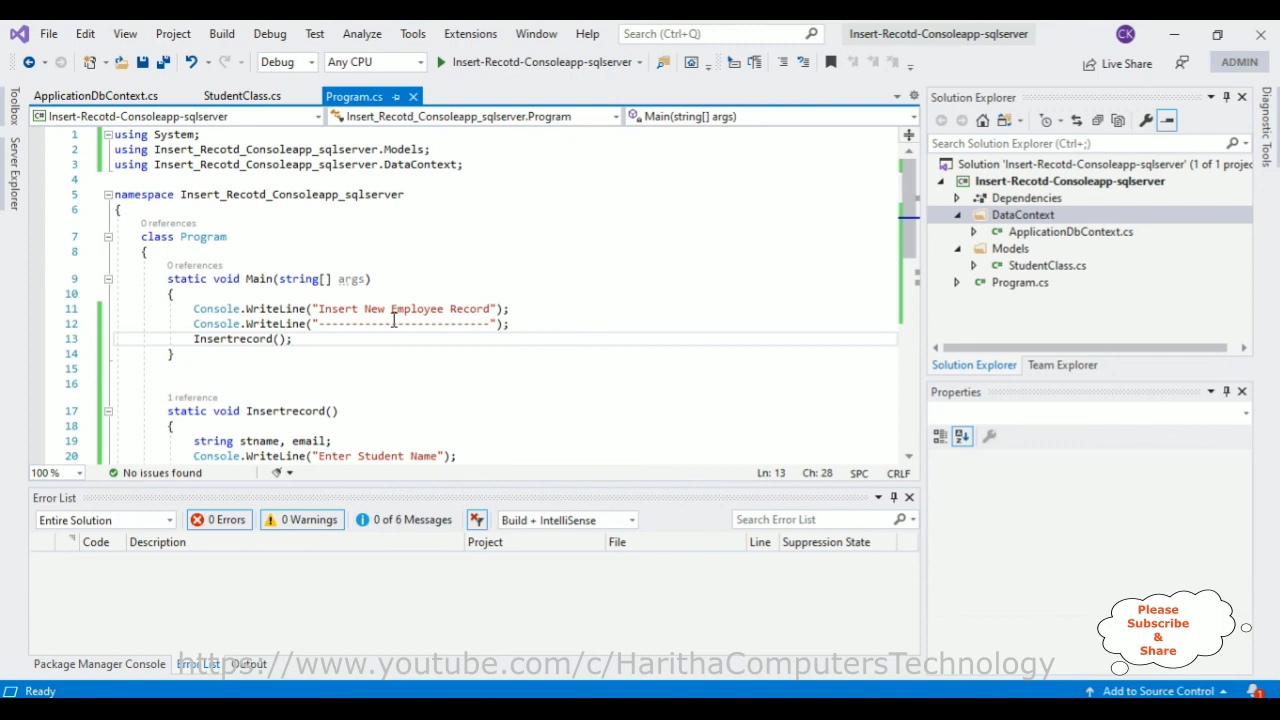 File Edit View Project Build Debug Test Analyze Tools Extensions Window Help Search (Ctrl+Q) Insert-Recotd-Consoleapp-sqlserver CK
Debug Any CPU Insert-Recotd-Consoleapp-sqlserver Live Share ADMIN
Toolbox
Server Explorer
ApplicationDbContext.cs StudentClass.cs Program.cs
Insert-Recotd-Consoleapp-sqlserver Insert_Recotd_Consoleapp_sqlserver.Program Main(string[] args)
1 using System;
2 using Insert_Recotd_Consoleapp_sqlserver.Models;
3 using Insert_Recotd_Consoleapp_sqlserver.DataContext;
4
5 namespace Insert_Recotd_Consoleapp_sqlserver
6 {
0 references
7 class Program
8 {
0 references
9 static void Main(string[] args)
10 {
11 Console.WriteLine("Insert New Employee Record");
12 Console.WriteLine("--------------------------");
13 Insertrecord();
14 }
15
16
1 reference
17 static void Insertrecord()
18 {
19 string stname, email;
20 Console.WriteLine("Enter Student Name");
100 % No issues found Ln: 13 Ch: 28 SPC CRLF
Error List
Entire Solution 0 Errors 0 Warnings 0 of 6 Messages Build + IntelliSense Search Error List
Code Description Project File Line Suppression State
Package Manager Console Error List Output
Solution Explorer
Search Solution Explorer (Ctrl+;)
Solution 'Insert-Recotd-Consoleapp-sqlserver' (1 of 1 projec
Insert-Recotd-Consoleapp-sqlserver
Dependencies
DataContext
ApplicationDbContext.cs
Models
StudentClass.cs
Program.cs
Solution Explorer Team Explorer
Properties
Diagnostic Tools
Please
Subscribe
&
Share
https://www.youtube.com/c/HarithaComputersTechnology
Ready Add to Source Control 1